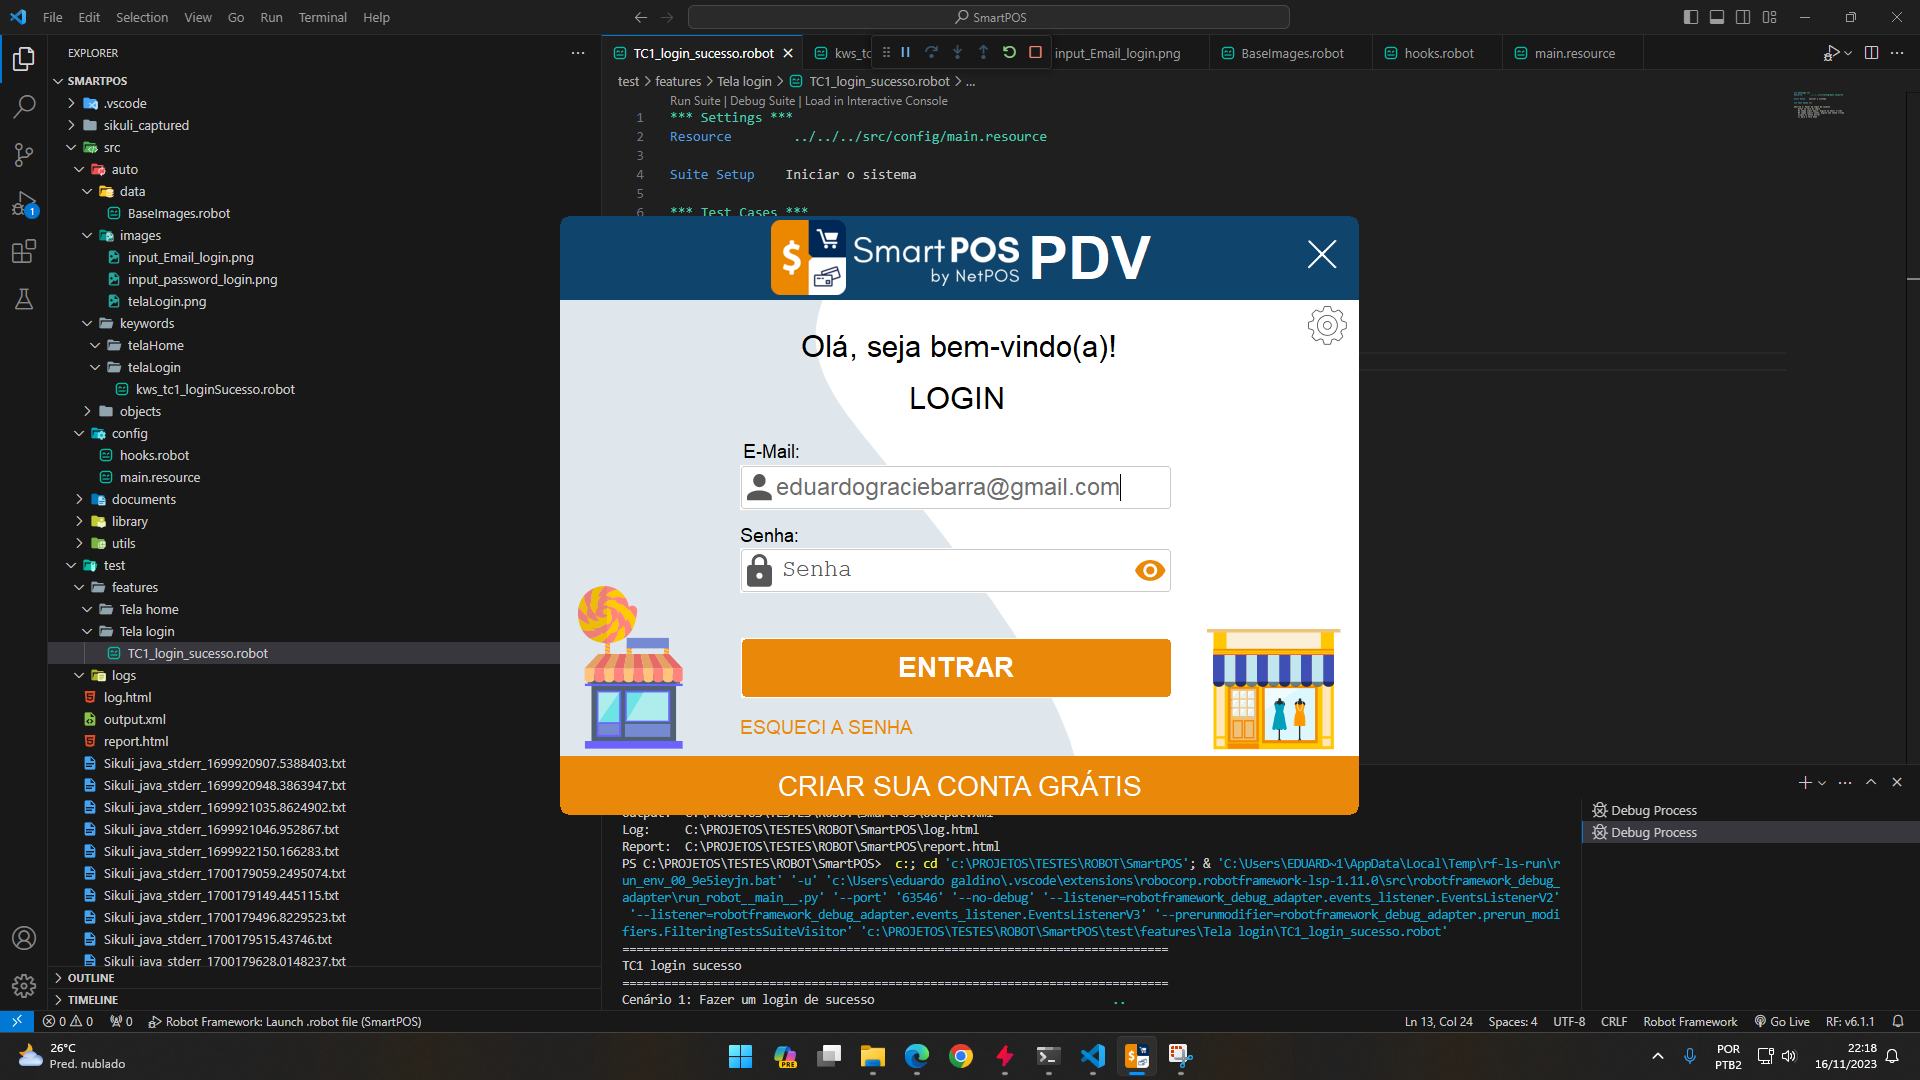 File Edit Selection View Go Run Terminal Help
SmartPOS
EXPLORER
SMARTPOS
.vscode
sikuli_captured
src
auto
data
BaseImages.robot
images
input_Email_login.png
input_password_login.png
telaLogin.png
keywords
telaHome
telaLogin
kws_tc1_loginSucesso.robot
objects
config
hooks.robot
main.resource
documents
library
utils
test
features
Tela home
Tela login
TC1_login_sucesso.robot
logs
log.html
output.xml
report.html
Sikuli_java_stderr_1699920907.5388403.txt
Sikuli_java_stderr_1699920948.3863947.txt
Sikuli_java_stderr_1699921035.8624902.txt
Sikuli_java_stderr_1699921046.952867.txt
Sikuli_java_stderr_1699922150.166283.txt
Sikuli_java_stderr_1700179059.2495074.txt
Sikuli_java_stderr_1700179149.445115.txt
Sikuli_java_stderr_1700179496.8229523.txt
Sikuli_java_stderr_1700179515.43746.txt
Sikuli_java_stderr_1700179628.0148237.txt
OUTLINE
TIMELINE
TC1_login_sucesso.robot kws_tc input_Email_login.png BaseImages.robot hooks.robot main.resource
test > features > Tela login > TC1_login_sucesso.robot > ...
Run Suite | Debug Suite | Load in Interactive Console
1 *** Settings ***
2 Resource ../../../src/config/main.resource
3
4 Suite Setup Iniciar o sistema
5
6 *** Test Cases ***
$ SmartPOS PDV
by NetPOS
Olá, seja bem-vindo(a)!
LOGIN
E-Mail:
eduardograciebarra@gmail.com
Senha:
Senha
ENTRAR
ESQUECI A SENHA
CRIAR SUA CONTA GRÁTIS
Output: C:\PROJETOS\TESTES\ROBOT\SmartPOS\output.xml
Log: C:\PROJETOS\TESTES\ROBOT\SmartPOS\log.html
Report: C:\PROJETOS\TESTES\ROBOT\SmartPOS\report.html
PS C:\PROJETOS\TESTES\ROBOT\SmartPOS> c:; cd 'c:\PROJETOS\TESTES\ROBOT\SmartPOS'; & 'C:\Users\EDUARD~1\AppData\Local\Temp\rf-ls-run\r
un_env_00_9e5ieyjn.bat' '-u' 'c:\Users\eduardo galdino\.vscode\extensions\robocorp.robotframework-lsp-1.11.0\src\robotframework_debug_
adapter\run_robot__main__.py' '--port' '63546' '--no-debug' '--listener=robotframework_debug_adapter.events_listener.EventsListenerV2'
'--listener=robotframework_debug_adapter.events_listener.EventsListenerV3' '--prerunmodifier=robotframework_debug_adapter.prerun_modi
fiers.FilteringTestsSuiteVisitor' 'c:\PROJETOS\TESTES\ROBOT\SmartPOS\test\features\Tela login\TC1_login_sucesso.robot'
==============================================================================
TC1 login sucesso
==============================================================================
Cenário 1: Fazer um login de sucesso ..
Debug Process
Debug Process
1
0 0 0 Robot Framework: Launch .robot file (SmartPOS)
Ln 13, Col 24 Spaces: 4 UTF-8 CRLF Robot Framework Go Live RF: v6.1.1
26°C
Pred. nublado
PRE
POR
PTB2
22:18
16/11/2023